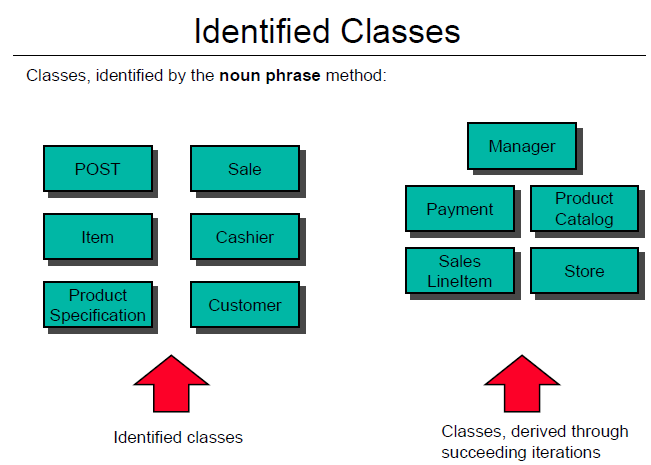 Identified Classes
Classes, identified by the noun phrase method:
POST
Sale
Item
Cashier
Product
Specification
Customer
Manager
Payment
Product
Catalog
Sales
LineItem
Store
Identified classes
Classes, derived through
succeeding iterations